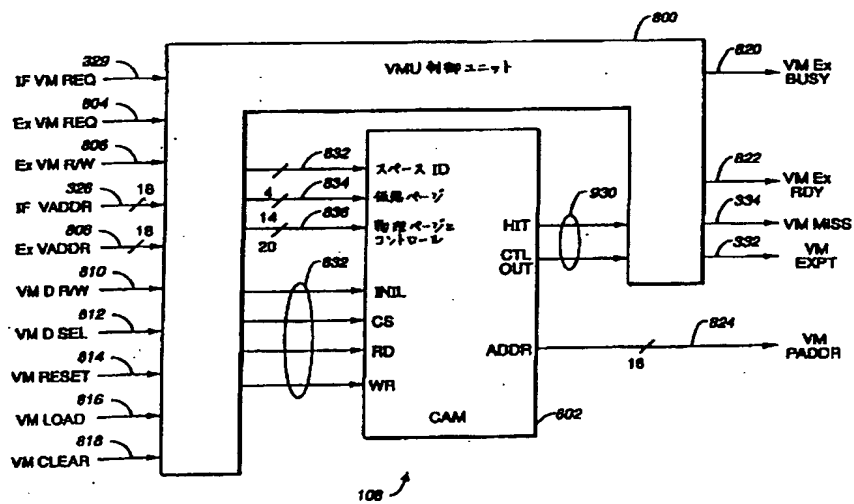 800
VMU 制御ユニット
329
IF VM REQ
804
Ex VM REQ
806
Ex VM R/W
326
18
IF VADDR
808
18
Ex VADDR
810
VM D R/W
812
VM D SEL
814
VM RESET
816
VM LOAD
818
VM CLEAR
832
スペース ID
4
834
仮想ページ
14
836
20
物理ページと
コントロール
832
INIL
CS
RD
WR
HIT
CTL
OUT
ADDR
CAM
930
602
820
VM Ex
BUSY
822
VM Ex
RDY
334
VM MISS
332
VM
EXPT
824
16
VM
PADDR
108